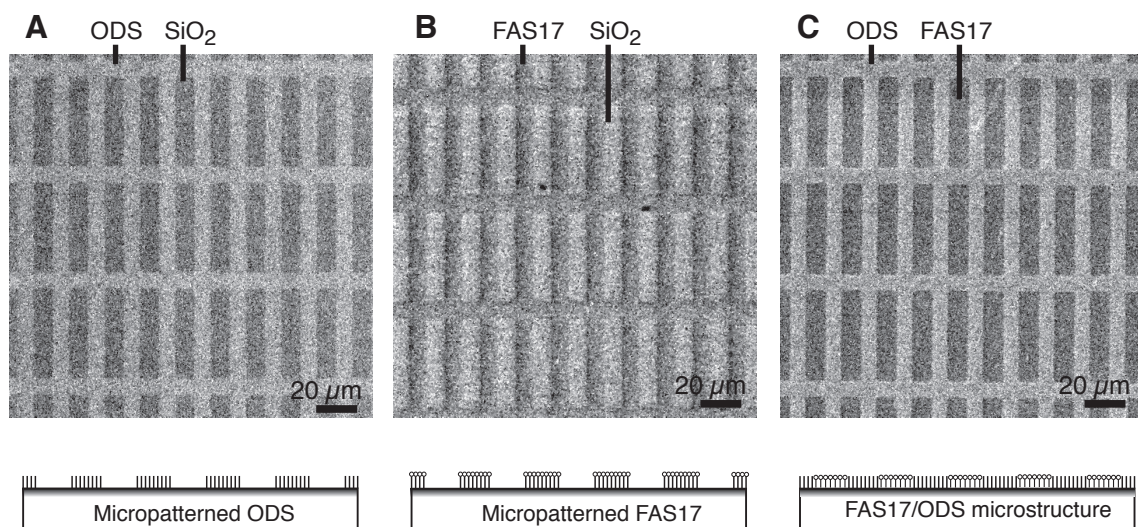 A ODS SiO₂
B FAS17 SiO₂
C ODS FAS17
20 µm
20 µm
20 µm
Micropatterned ODS
Micropatterned FAS17
FAS17/ODS microstructure